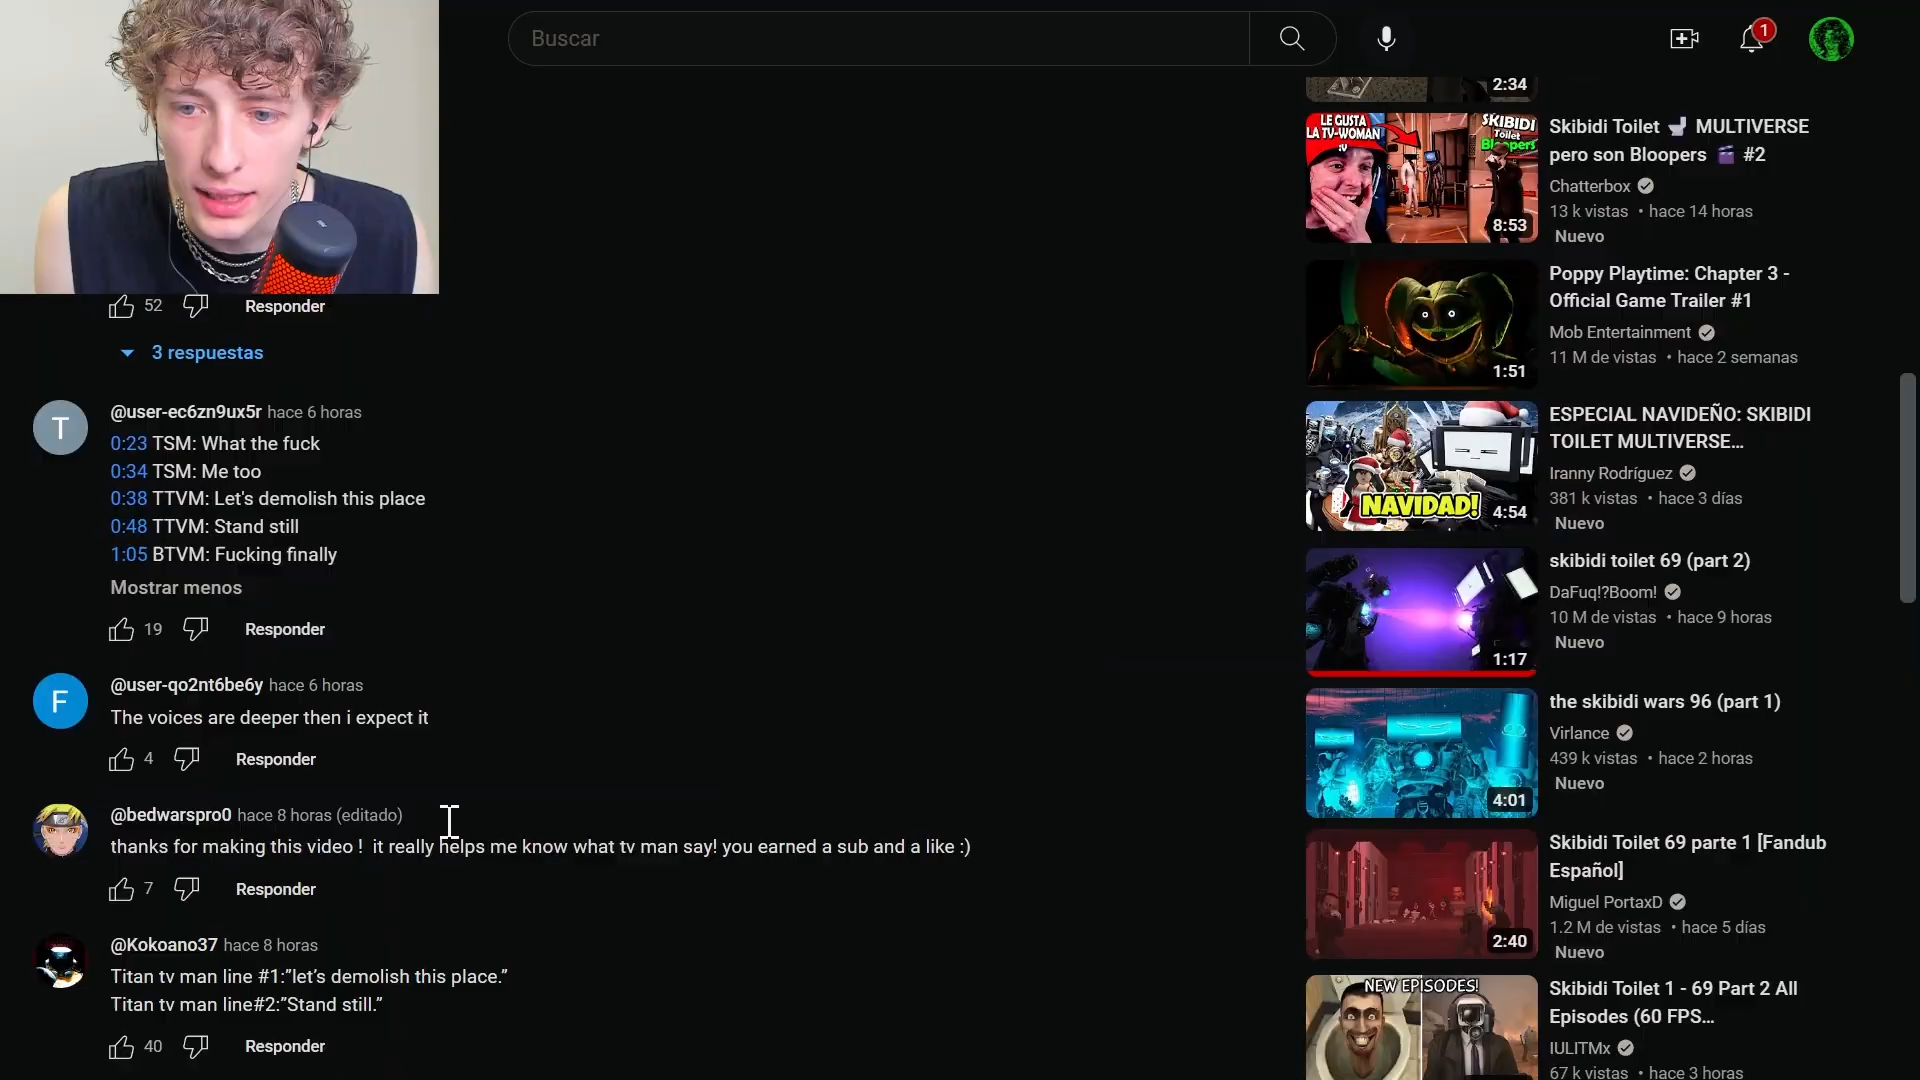 Buscar
1
52
Responder
3 respuestas
T
@user-ec6zn9ux5r hace 6 horas
0:23 TSM: What the fuck
0:34 TSM: Me too
0:38 TTVM: Let's demolish this place
0:48 TTVM: Stand still
1:05 BTVM: Fucking finally
Mostrar menos
19
Responder
F
@user-qo2nt6be6y hace 6 horas
The voices are deeper then i expect it
4
Responder
@bedwarspro0 hace 8 horas (editado)
thanks for making this video ! it really helps me know what tv man say! you earned a sub and a like :)
7
Responder
@Kokoano37 hace 8 horas
Titan tv man line #1:”let’s demolish this place.”
Titan tv man line#2:”Stand still.”
40
Responder
2:34
LE GUSTA
LA TV-WOMAN
SKIBIDI
Toilet
Bloopers
8:53
Skibidi Toilet 🚽 MULTIVERSE
pero son Bloopers 🎬 #2
Chatterbox
13 k vistas • hace 14 horas
Nuevo
1:51
Poppy Playtime: Chapter 3 -
Official Game Trailer #1
Mob Entertainment
11 M de vistas • hace 2 semanas
NAVIDAD!
4:54
ESPECIAL NAVIDEÑO: SKIBIDI
TOILET MULTIVERSE...
Iranny Rodríguez
381 k vistas • hace 3 días
Nuevo
1:17
skibidi toilet 69 (part 2)
DaFuq!?Boom!
10 M de vistas • hace 9 horas
Nuevo
4:01
the skibidi wars 96 (part 1)
Virlance
439 k vistas • hace 2 horas
Nuevo
2:40
Skibidi Toilet 69 parte 1 [Fandub
Español]
Miguel PortaxD
1.2 M de vistas • hace 5 días
Nuevo
NEW EPISODES!
Skibidi Toilet 1 - 69 Part 2 All
Episodes (60 FPS...
IULITMx
67 k vistas • hace 3 horas